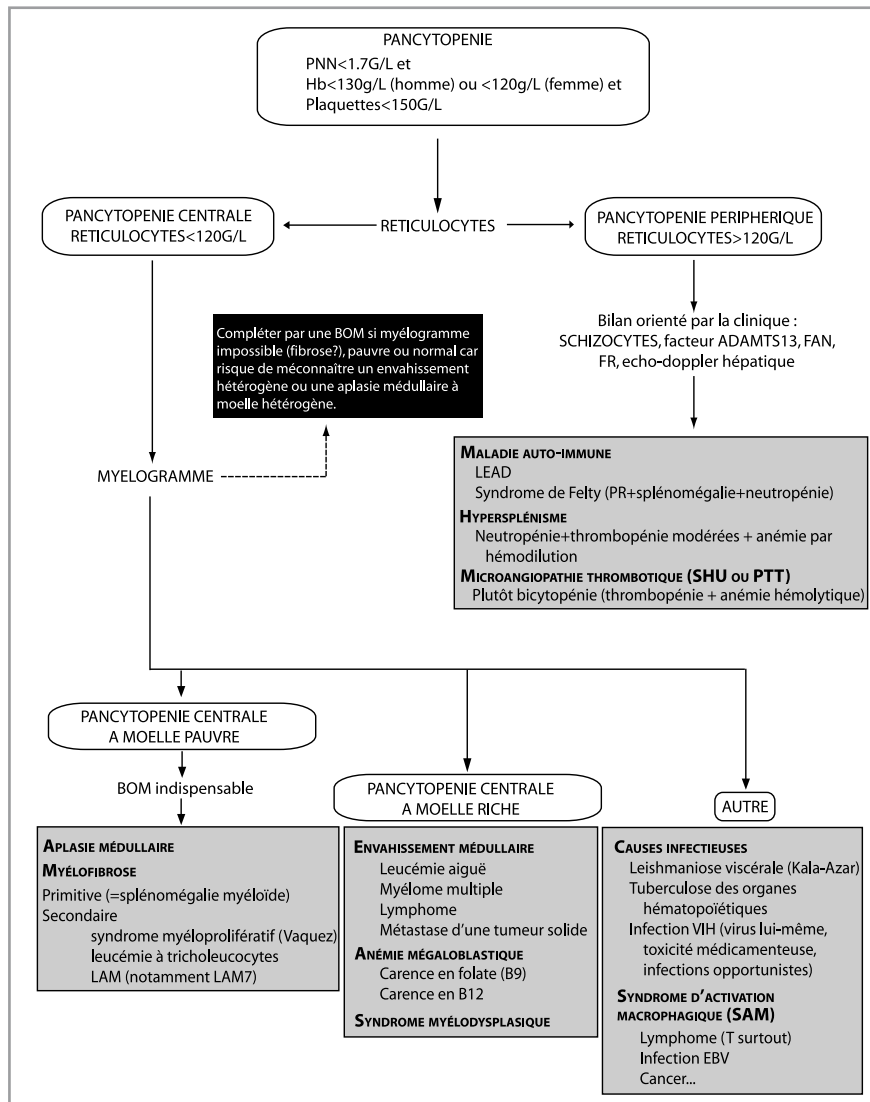 PANCYTOPENIE
PNN<1.7G/L et
Hb<130g/L (homme) ou <120g/L (femme) et
Plaquettes<150G/L
PANCYTOPENIE CENTRALE
RETICULOCYTES<120G/L
RETICULOCYTES
PANCYTOPENIE PERIPHERIQUE
RETICULOCYTES>120G/L
Compléter par une BOM si myélogramme
impossible (fibrose?), pauvre ou normal car
risque de méconnaître un envahissement
hétérogène ou une aplasie médullaire à
moelle hétérogène.
Bilan orienté par la clinique :
SCHIZOCYTES, facteur ADAMTS13, FAN,
FR, echo-doppler hépatique
MYELOGRAMME
MALADIE AUTO-IMMUNE
LEAD
Syndrome de Felty (PR+splénomégalie+neutropénie)
HYPERSPLÉNISME
Neutropénie+thrombopénie modérées + anémie par
hémodilution
MICROANGIOPATHIE THROMBOTIQUE (SHU OU PTT)
Plutôt bicytopénie (thrombopénie + anémie hémolytique)
PANCYTOPENIE CENTRALE
A MOELLE PAUVRE
BOM indispensable
APLASIE MÉDULLAIRE
MYÉLOFIBROSE
Primitive (=splénomégalie myéloïde)
Secondaire
syndrome myéloprolifératif (Vaquez)
leucémie à tricholeucocytes
LAM (notamment LAM7)
PANCYTOPENIE CENTRALE
A MOELLE RICHE
ENVAHISSEMENT MÉDULLAIRE
Leucémie aiguë
Myélome multiple
Lymphome
Métastase d'une tumeur solide
ANÉMIE MÉGALOBLASTIQUE
Carence en folate (B9)
Carence en B12
SYNDROME MYÉLODYSPLASIQUE
AUTRE
CAUSES INFECTIEUSES
Leishmaniose viscérale (Kala-Azar)
Tuberculose des organes
hématopoïétiques
Infection VIH (virus lui-même,
toxicité médicamenteuse,
infections opportunistes)
SYNDROME D'ACTIVATION
MACROPHAGIQUE (SAM)
Lymphome (T surtout)
Infection EBV
Cancer...